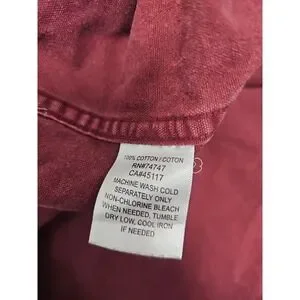 100% COTTON / COTON
RN#74747
CA#45117
MACHINE WASH COLD
SEPARATELY ONLY
NON-CHLORINE BLEACH
WHEN NEEDED, TUMBLE
DRY LOW, COOL IRON
IF NEEDED